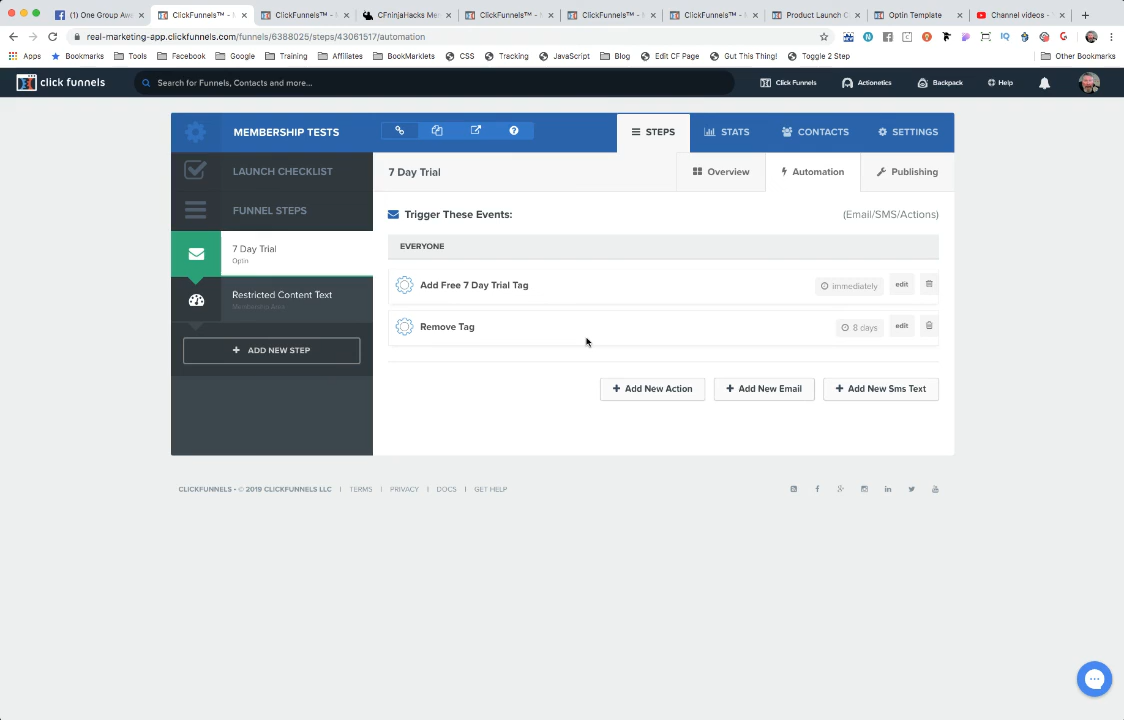 (1) One Group Awe
ClickFunnels™ -
ClickFunnels™ -
CFninjaHacks Me
ClickFunnels™ -
ClickFunnels™ -
ClickFunnels™ -
Product Launch C
Optin Template
Channel videos -
real-marketing-app.clickfunnels.com/funnels/6388025/steps/43061517/automation
Apps
Bookmarks
Tools
Facebook
Google
Training
Affiliates
BookMarklets
CSS
Tracking
JavaScript
Blog
Edit CF Page
Gut This!Thing!
Toggle 2 Step
Other Bookmarks
click funnels
Search for Funnels, Contacts and more...
Click Funnels
Actionetics
Backpack
Help
MEMBERSHIP TESTS
STEPS
STATS
CONTACTS
SETTINGS
LAUNCH CHECKLIST
7 Day Trial
Overview
Automation
Publishing
FUNNEL STEPS
7 Day Trial
Optin
Restricted Content Text
Membership Area
+ ADD NEW STEP
Trigger These Events:
(Email/SMS/Actions)
EVERYONE
Add Free 7 Day Trial Tag
immediately
edit
Remove Tag
8 days
edit
+ Add New Action
+ Add New Email
+ Add New Sms Text
CLICKFUNNELS - © 2019 CLICKFUNNELS LLC | TERMS | PRIVACY | DOCS | GET HELP